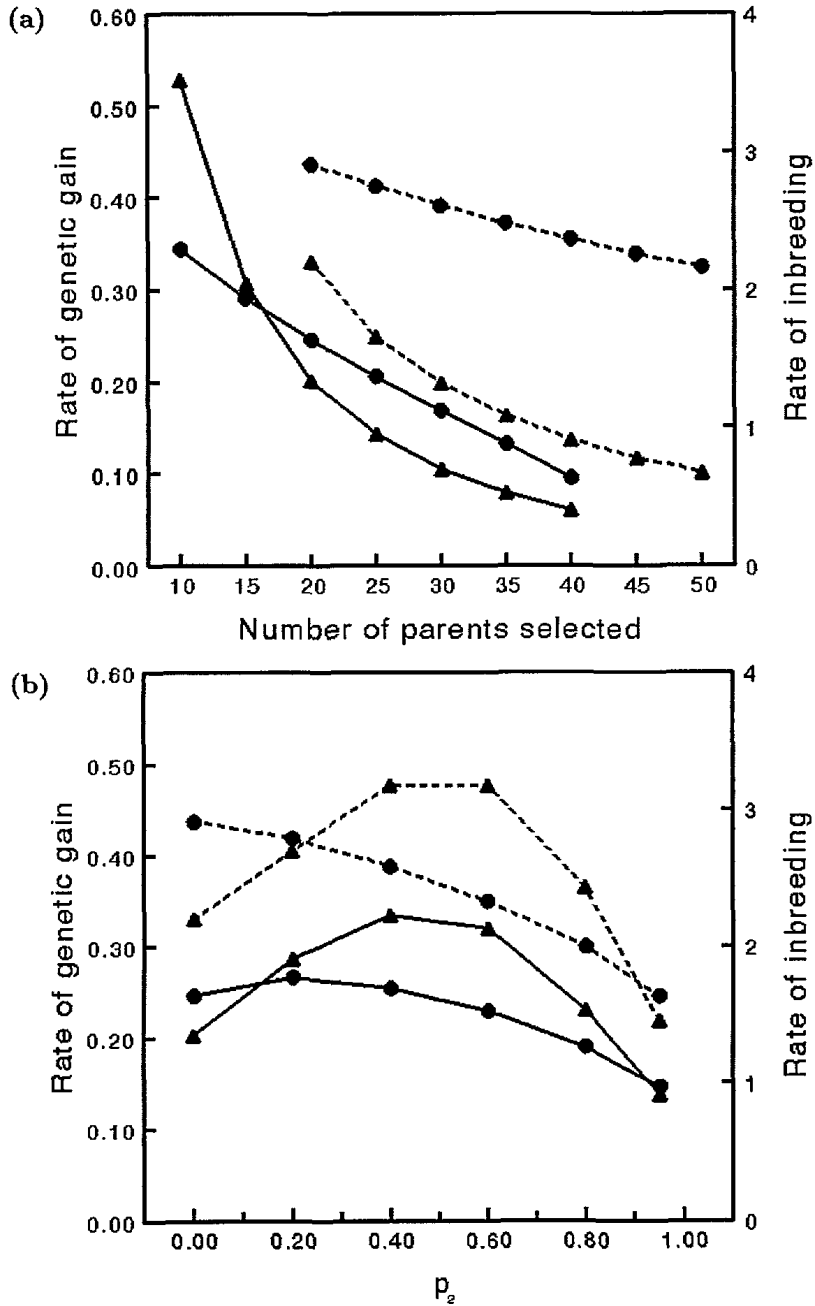 (a)
0.60
0.50
0.40
0.30
0.20
0.10
0.00
Rate of genetic gain
4
3
2
1
0
Rate of inbreeding
10 15 20 25 30 35 40 45 50
Number of parents selected
(b)
0.60
0.50
0.40
0.30
0.20
0.10
0.00
Rate of genetic gain
4
3
2
1
0
Rate of inbreeding
0.00 0.20 0.40 0.60 0.80 1.00
p₂